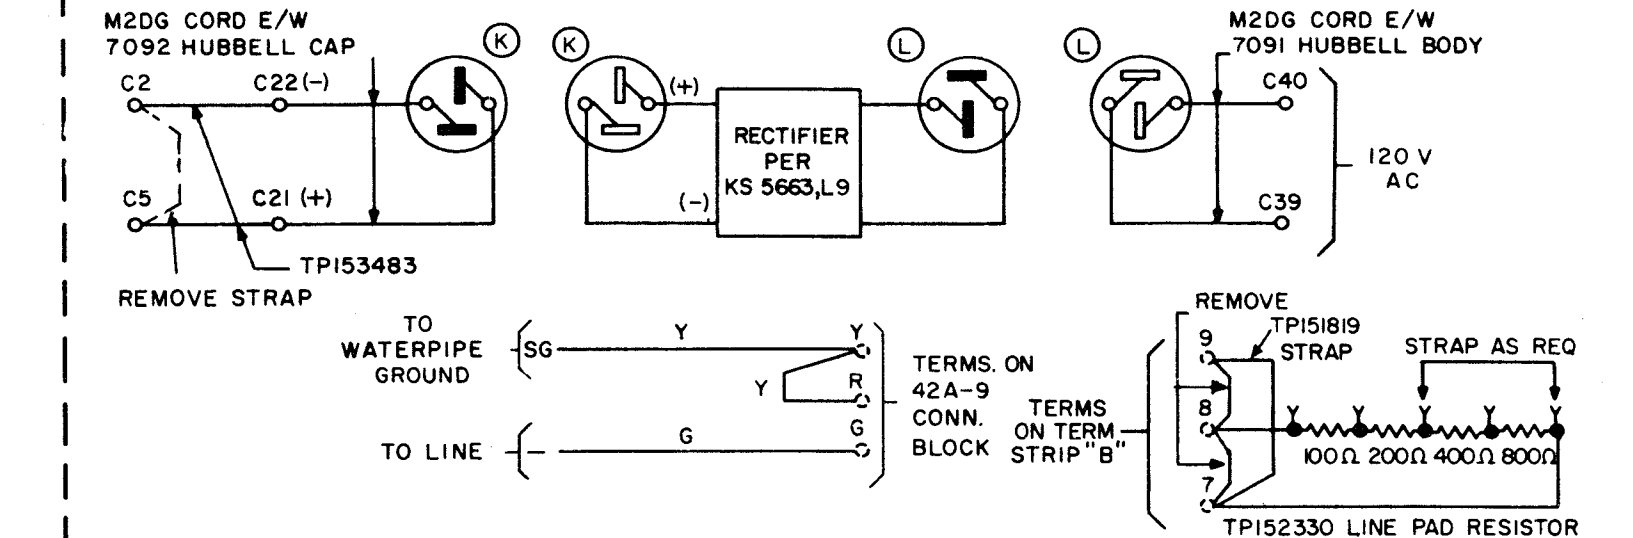 M2DG CORD E/W
7092 HUBBELL CAP
K
K
L
L
M2DG CORD E/W
7091 HUBBELL BODY
C2
C22(-)
(+)
C40
RECTIFIER
PER
KS 5663,L9
120 V
AC
C5
C21 (+)
(-)
C39
TP153483
REMOVE STRAP
TO
WATERPIPE
GROUND
SG
Y
Y
Y
R
TO LINE
G
G
TERMS. ON
42A-9
CONN.
BLOCK
REMOVE
TP151819
STRAP
STRAP AS REQ
9
8
7
TERMS
ON TERM
STRIP "B"
Y Y Y Y Y
100Ω 200Ω 400Ω 800Ω
TP152330 LINE PAD RESISTOR